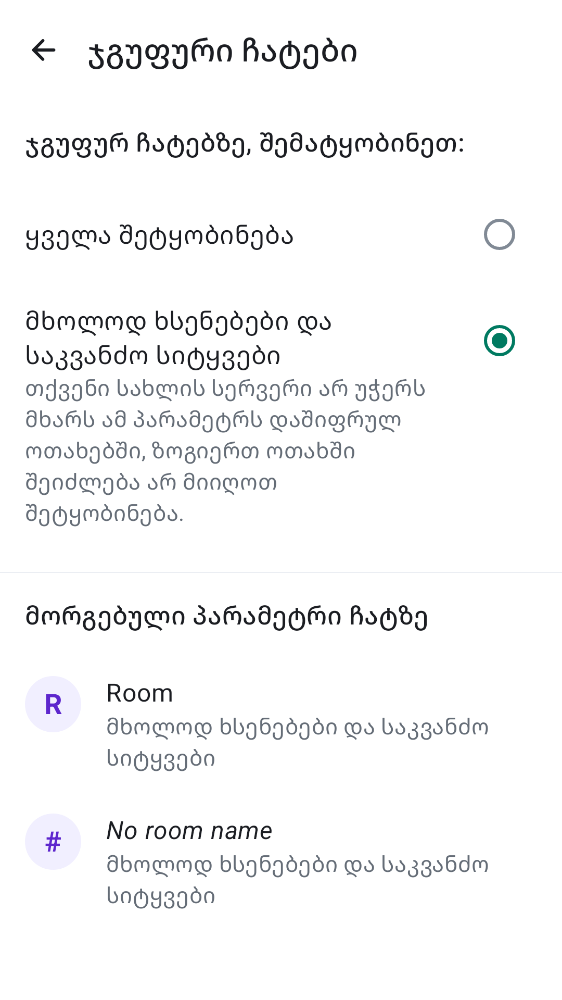 ჯგუფური ჩატები
ჯგუფურ ჩატებზე, შემატყობინეთ:
ყველა შეტყობინება
მხოლოდ ხსენებები და
საკვანძო სიტყვები
თქვენი სახლის სერვერი არ უჭერს
მხარს ამ პარამეტრს დაშიფრულ
ოთახებში, ზოგიერთ ოთახში
შეიძლება არ მიიღოთ
შეტყობინება.
მორგებული პარამეტრი ჩატზე
R
Room
მხოლოდ ხსენებები და საკვანძო
სიტყვები
#
No room name
მხოლოდ ხსენებები და საკვანძო
სიტყვები